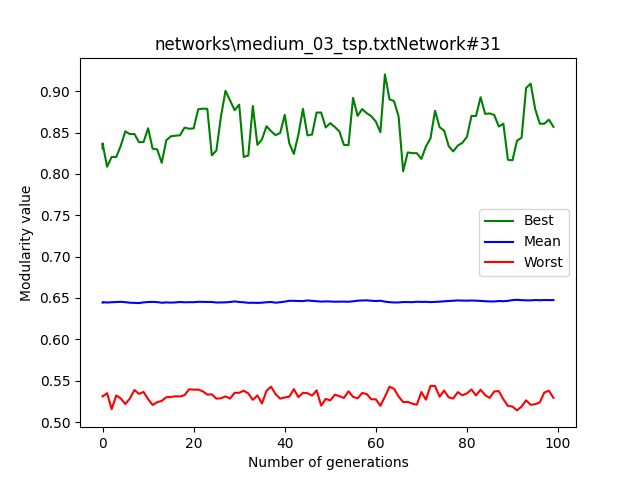 networks\medium_03_tsp.txtNetwork#31
Modularity value
0.90
0.85
0.80
0.75
0.70
0.65
0.60
0.55
0.50
Best
Mean
Worst
0 20 40 60 80 100
Number of generations